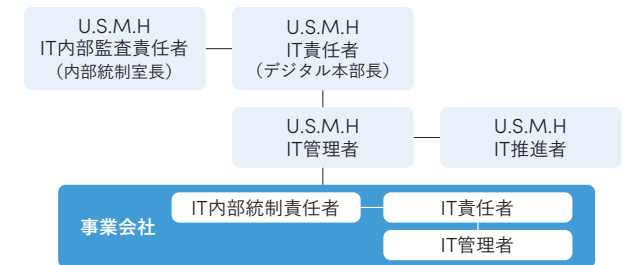 U.S.M.H
IT内部監査責任者
（内部統制室長）
U.S.M.H
IT責任者
（デジタル本部長）
U.S.M.H
IT管理者
U.S.M.H
IT推進者
事業会社
IT内部統制責任者
IT責任者
IT管理者